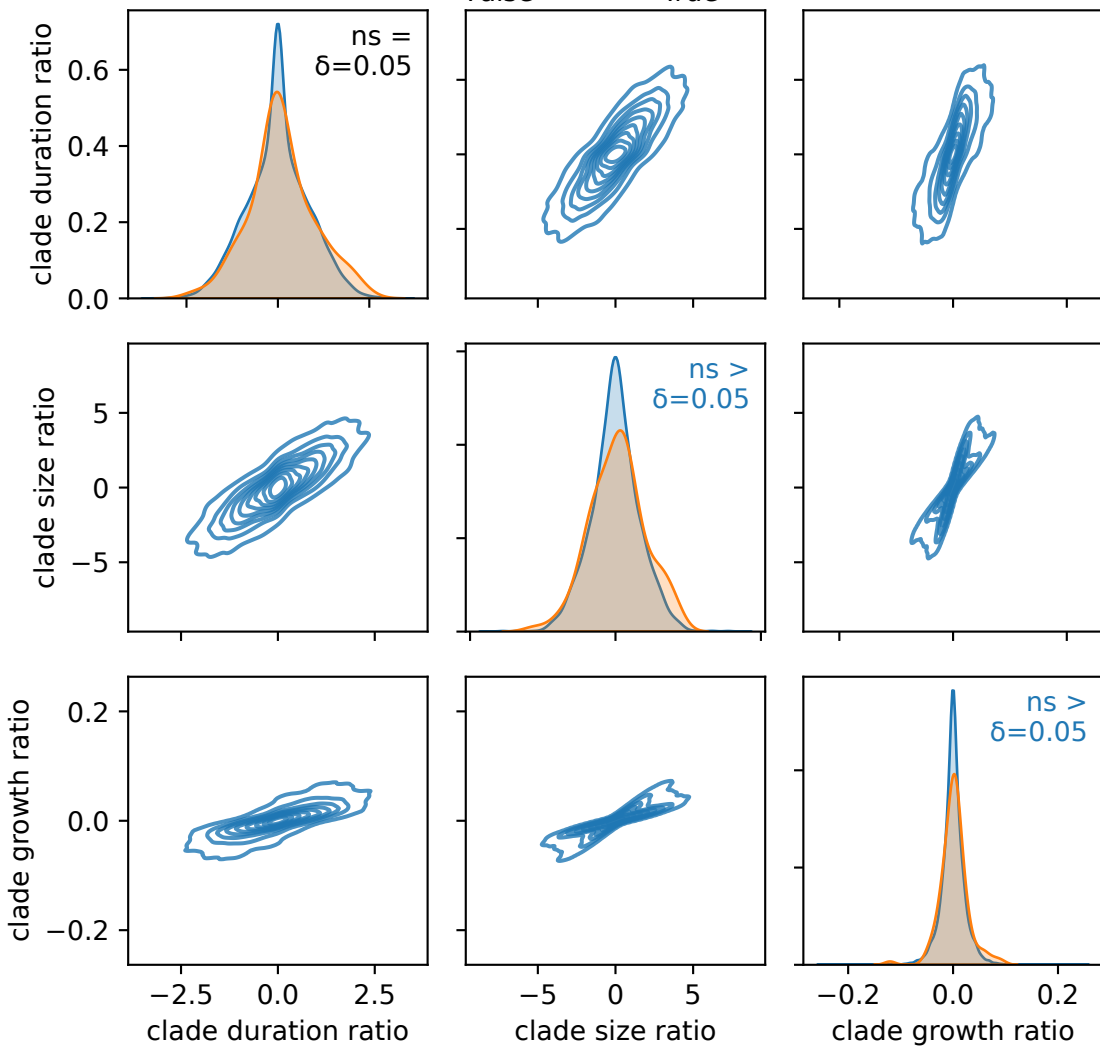 clade duration ratio
0.6
0.4
0.2
0.0
ns =
δ=0.05
clade size ratio
5
0
−5
ns >
δ=0.05
clade growth ratio
0.2
0.0
−0.2
ns >
δ=0.05
−2.5 0.0 2.5
−5 0 5
−0.2 0.0 0.2
clade duration ratio
clade size ratio
clade growth ratio